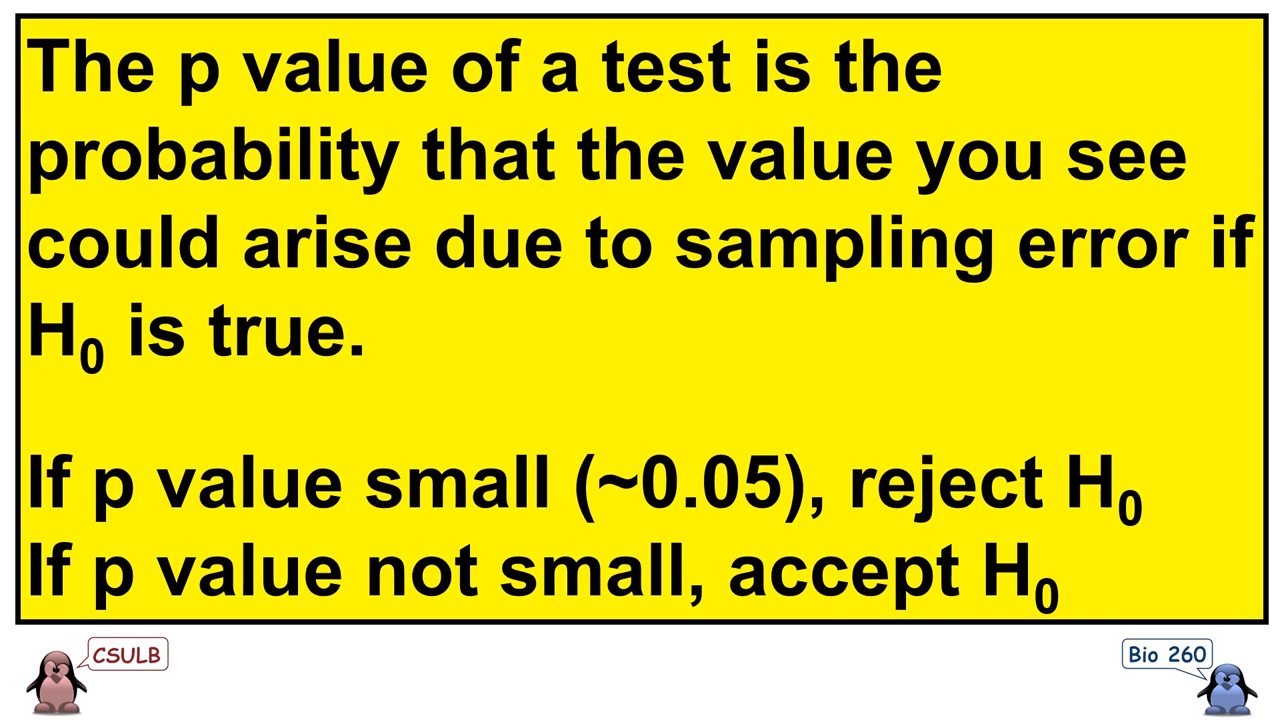 The p value of a test is the
probability that the value you see
could arise due to sampling error if
H₀ is true.
If p value small (~0.05), reject H₀
If p value not small, accept H₀
CSULB
Bio 260